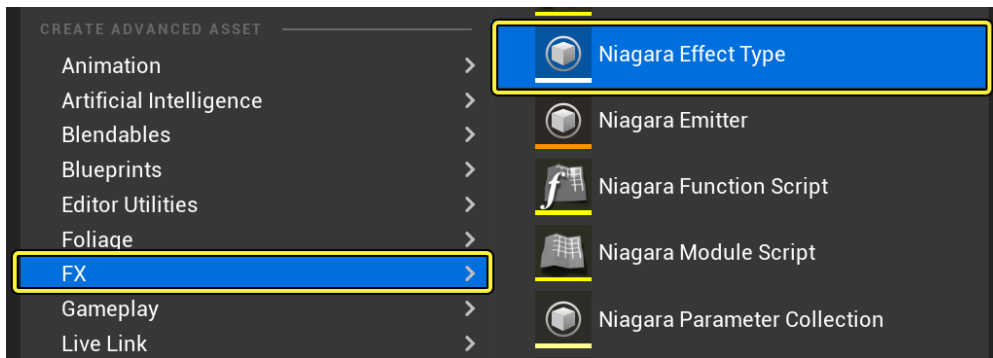 CREATE ADVANCED ASSET
Animation
Artificial Intelligence
Blendables
Blueprints
Editor Utilities
Foliage
FX
Gameplay
Live Link
Niagara Effect Type
Niagara Emitter
Niagara Function Script
Niagara Module Script
Niagara Parameter Collection